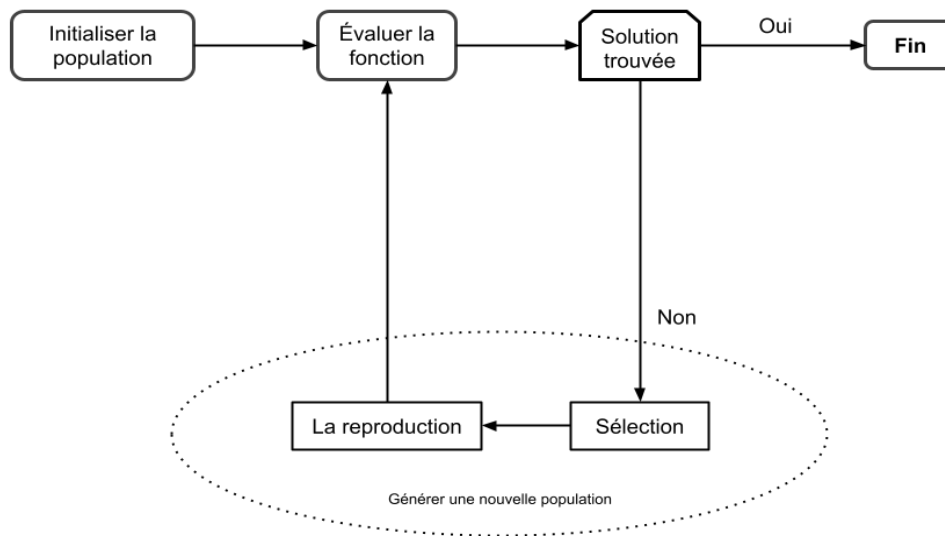 Initialiser la
population
Évaluer la
fonction
Solution
trouvée
Oui
Fin
Non
La reproduction
Sélection
Générer une nouvelle population